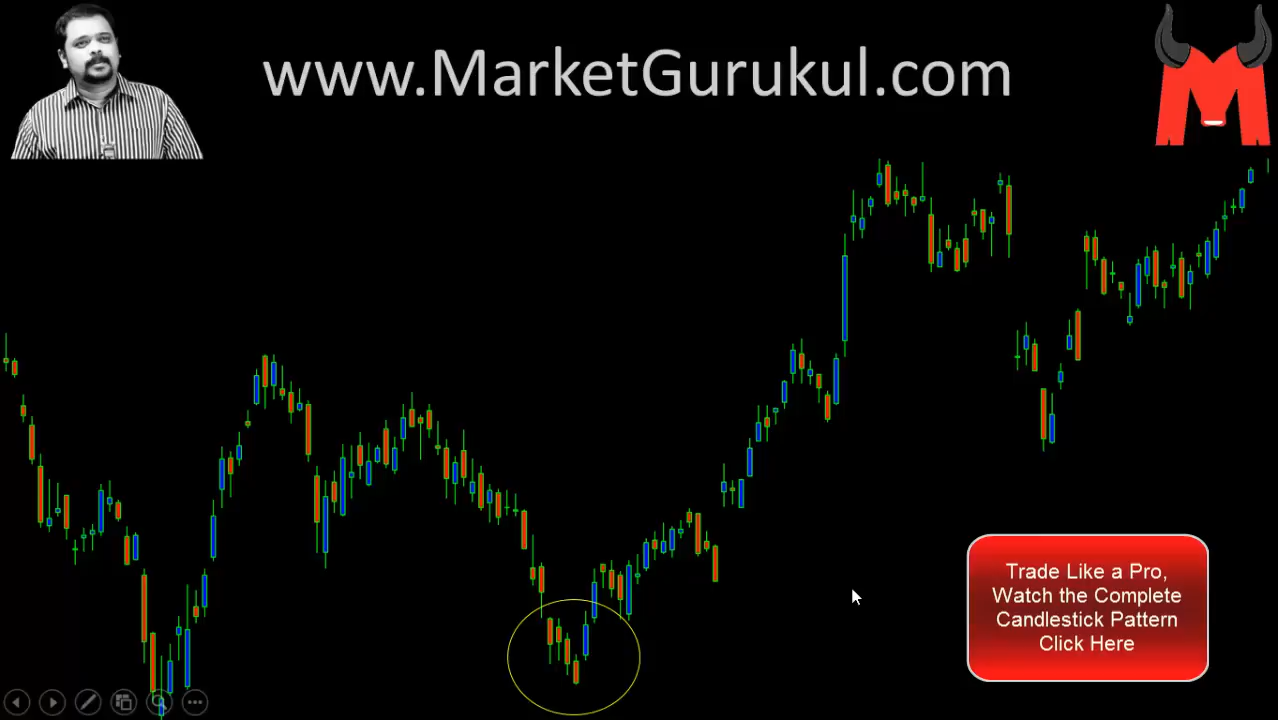 www.MarketGurukul.com
Trade Like a Pro,
Watch the Complete
Candlestick Pattern
Click Here